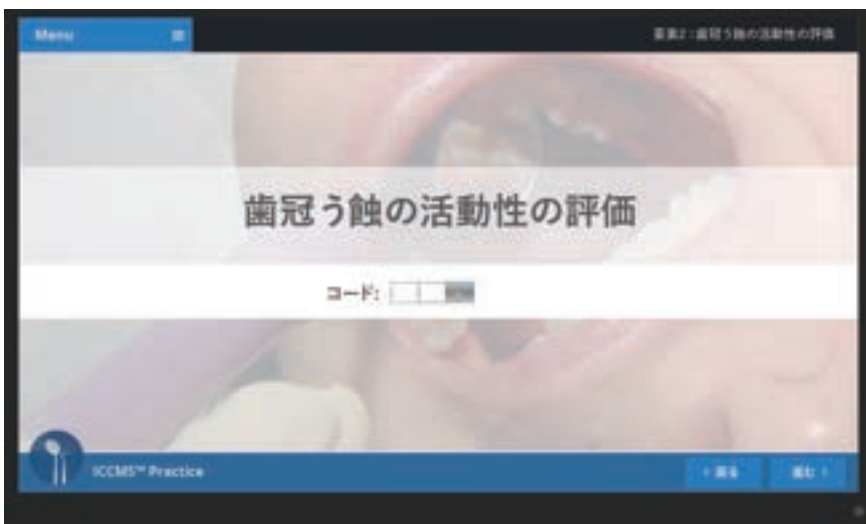 Menu
要素2：歯冠う蝕の活動性の評価
歯冠う蝕の活動性の評価
コード:
ICCMS™ Practice
戻る
進む